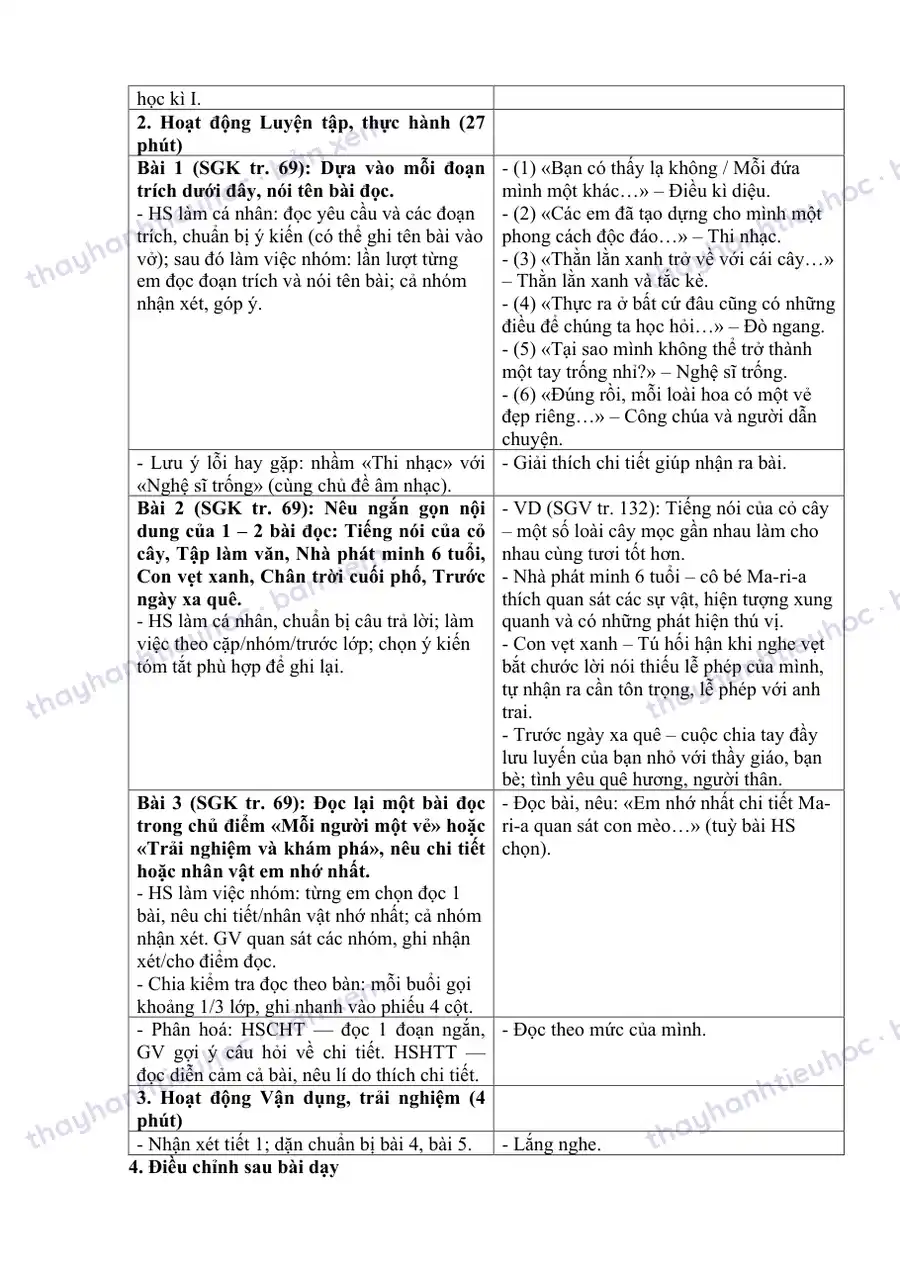 học kì I.
2. Hoạt động Luyện tập, thực hành (27
phút)
Bài 1 (SGK tr. 69): Dựa vào mỗi đoạn
trích dưới đây, nói tên bài đọc.
- HS làm cá nhân: đọc yêu cầu và các đoạn
trích, chuẩn bị ý kiến (có thể ghi tên bài vào
vở); sau đó làm việc nhóm: lần lượt từng
em đọc đoạn trích và nói tên bài; cả nhóm
nhận xét, góp ý.
- (1) «Bạn có thấy lạ không / Mỗi đứa
mình một khác…» – Điều kì diệu.
- (2) «Các em đã tạo dựng cho mình một
phong cách độc đáo…» – Thi nhạc.
- (3) «Thằn lằn xanh trở về với cái cây…»
– Thằn lằn xanh và tắc kè.
- (4) «Thực ra ở bất cứ đâu cũng có những
điều để chúng ta học hỏi…» – Đò ngang.
- (5) «Tại sao mình không thể trở thành
một tay trống nhỉ?» – Nghệ sĩ trống.
- (6) «Đúng rồi, mỗi loài hoa có một vẻ
đẹp riêng…» – Công chúa và người dẫn
chuyện.
- Lưu ý lỗi hay gặp: nhầm «Thi nhạc» với
«Nghệ sĩ trống» (cùng chủ đề âm nhạc).
- Giải thích chi tiết giúp nhận ra bài.
Bài 2 (SGK tr. 69): Nêu ngắn gọn nội
dung của 1 – 2 bài đọc: Tiếng nói của cỏ
cây, Tập làm văn, Nhà phát minh 6 tuổi,
Con vẹt xanh, Chân trời cuối phố, Trước
ngày xa quê.
- HS làm cá nhân, chuẩn bị câu trả lời; làm
việc theo cặp/nhóm/trước lớp; chọn ý kiến
tóm tắt phù hợp để ghi lại.
- VD (SGV tr. 132): Tiếng nói của cỏ cây
– một số loài cây mọc gần nhau làm cho
nhau cùng tươi tốt hơn.
- Nhà phát minh 6 tuổi – cô bé Ma-ri-a
thích quan sát các sự vật, hiện tượng xung
quanh và có những phát hiện thú vị.
- Con vẹt xanh – Tú hối hận khi nghe vẹt
bắt chước lời nói thiếu lễ phép của mình,
tự nhận ra cần tôn trọng, lễ phép với anh
trai.
- Trước ngày xa quê – cuộc chia tay đầy
lưu luyến của bạn nhỏ với thầy giáo, bạn
bè; tình yêu quê hương, người thân.
Bài 3 (SGK tr. 69): Đọc lại một bài đọc
trong chủ điểm «Mỗi người một vẻ» hoặc
«Trải nghiệm và khám phá», nêu chi tiết
hoặc nhân vật em nhớ nhất.
- HS làm việc nhóm: từng em chọn đọc 1
bài, nêu chi tiết/nhân vật nhớ nhất; cả nhóm
nhận xét. GV quan sát các nhóm, ghi nhận
xét/cho điểm đọc.
- Chia kiểm tra đọc theo bàn: mỗi buổi gọi
khoảng 1/3 lớp, ghi nhanh vào phiếu 4 cột.
- Đọc bài, nêu: «Em nhớ nhất chi tiết Ma-
ri-a quan sát con mèo…» (tuỳ bài HS
chọn).
- Phân hoá: HSCHT — đọc 1 đoạn ngắn,
GV gợi ý câu hỏi về chi tiết. HSHTT —
đọc diễn cảm cả bài, nêu lí do thích chi tiết.
- Đọc theo mức của mình.
3. Hoạt động Vận dụng, trải nghiệm (4
phút)
- Nhận xét tiết 1; dặn chuẩn bị bài 4, bài 5.
- Lắng nghe.
4. Điều chỉnh sau bài dạy
thayhanhtieuhoc · bản xem
thayhanhtieuhoc · b
thayhanhtieuhoc · bản xem
thayhanhtieuhoc · b
thayhanhtieuhoc · bản xem
thayhanhtieuhoc · b